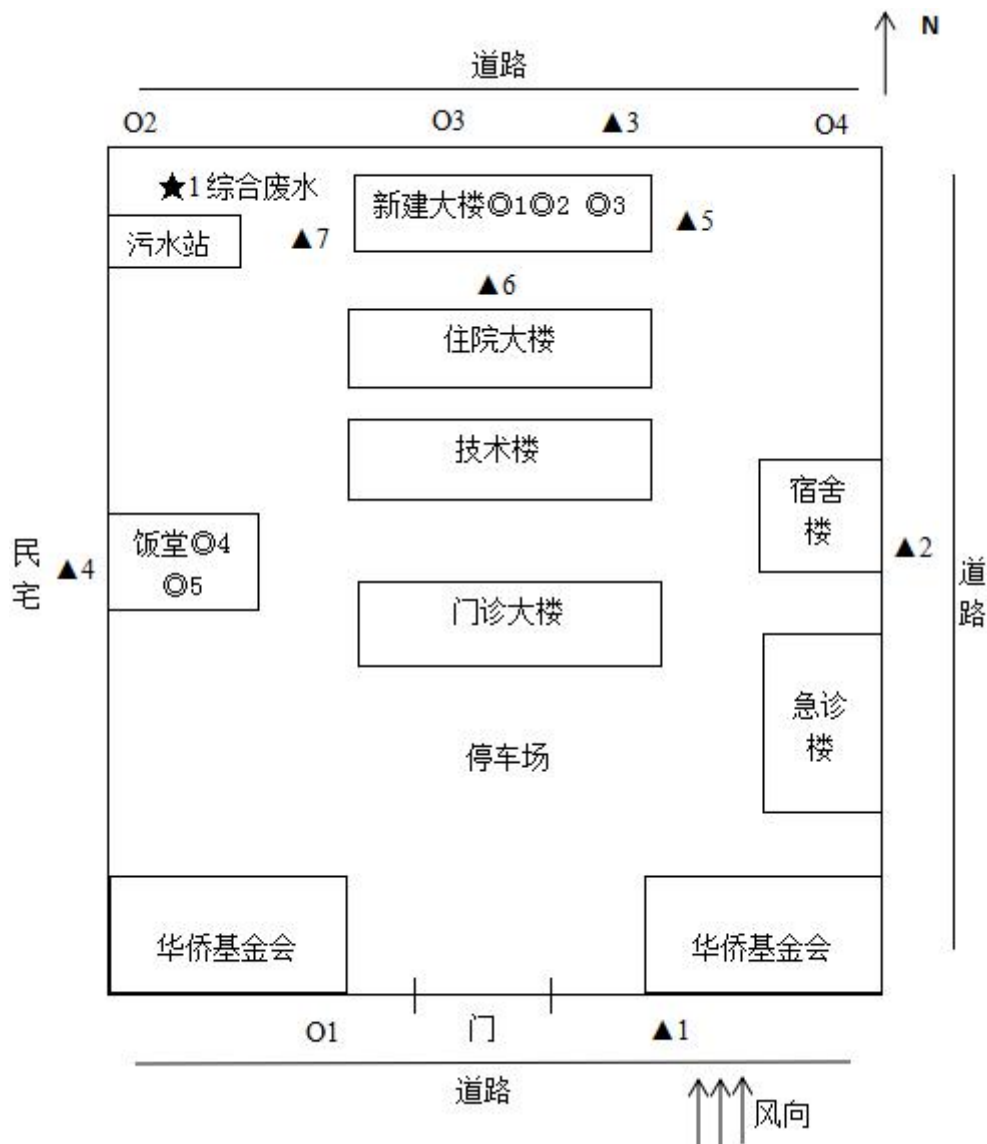 N
道路
O2 O3 ▲3 O4
★1综合废水
新建大楼◎1◎2 ◎3
▲5
污水站
▲7
▲6
住院大楼
技术楼
宿舍
楼
饭堂◎4
◎5
民
宅
▲4
▲2
道
路
门诊大楼
急诊
楼
停车场
华侨基金会
华侨基金会
O1
门
▲1
道路
风向